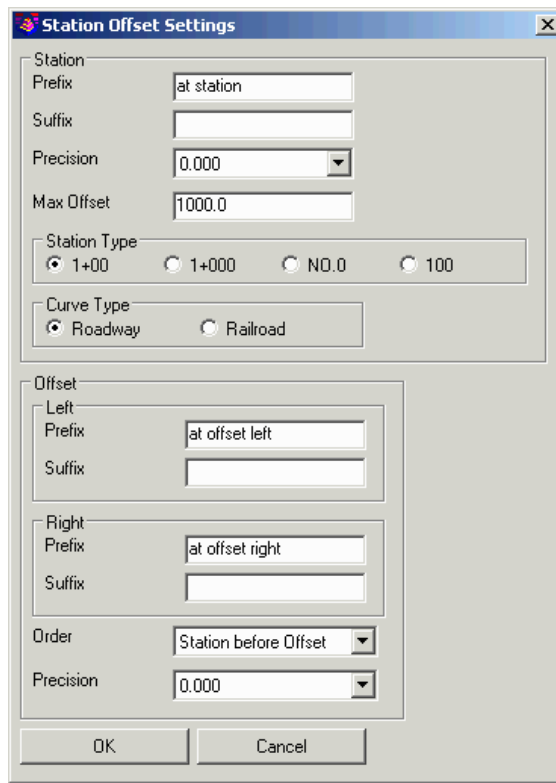 Station Offset Settings
Station
Prefix at station
Suffix
Precision 0.000
Max Offset 1000.0
Station Type
1+00 1+000 NO.0 100
Curve Type
Roadway Railroad
Offset
Left
Prefix at offset left
Suffix
Right
Prefix at offset right
Suffix
Order Station before Offset
Precision 0.000
OK Cancel